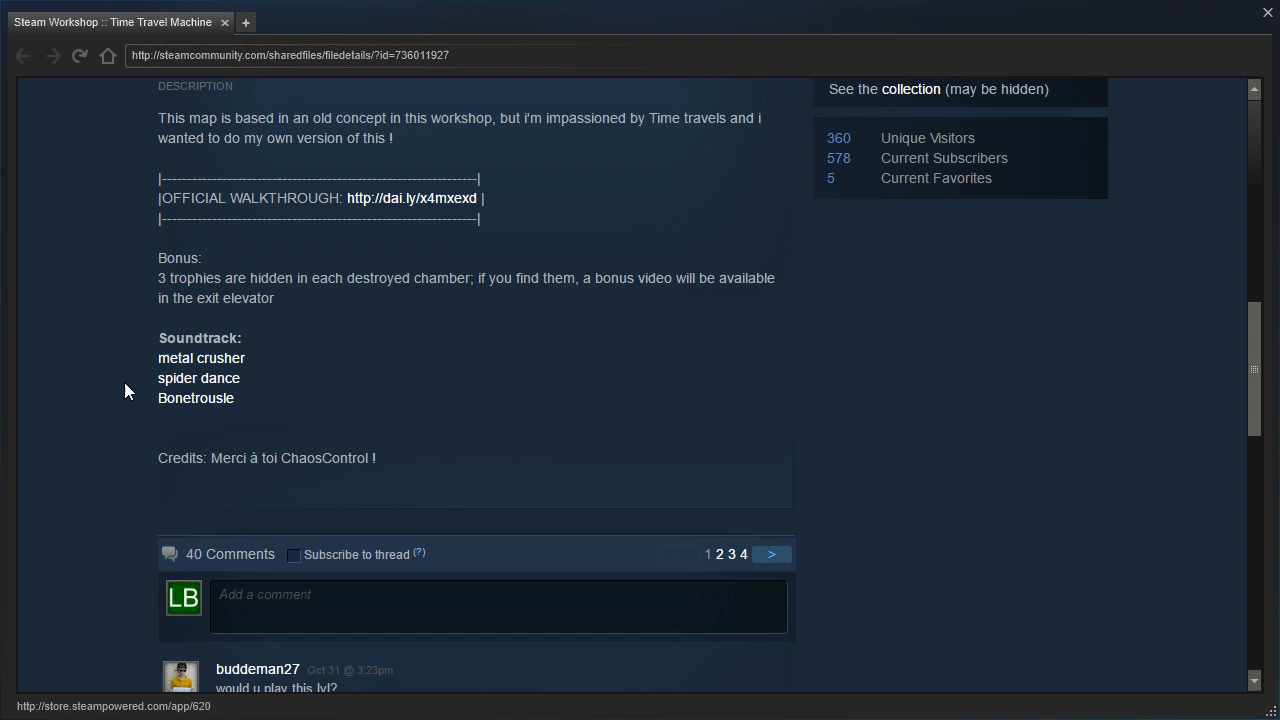 Steam Workshop :: Time Travel Machine
http://steamcommunity.com/sharedfiles/filedetails/?id=736011927
DESCRIPTION
This map is based in an old concept in this workshop, but i'm impassioned by Time travels and i
wanted to do my own version of this !
|---------------------------------------------------------------|
|OFFICIAL WALKTHROUGH: http://dai.ly/x4mxexd |
|---------------------------------------------------------------|
Bonus:
3 trophies are hidden in each destroyed chamber; if you find them, a bonus video will be available
in the exit elevator
Soundtrack:
metal crusher
spider dance
Bonetrousle
Credits: Merci à toi ChaosControl !
See the collection (may be hidden)
360 Unique Visitors
578 Current Subscribers
5 Current Favorites
40 Comments Subscribe to thread (?) < 1 2 3 4 >
LB Add a comment
buddeman27 Oct 31 @ 3:23pm
would u play this lvl?
http://store.steampowered.com/app/620